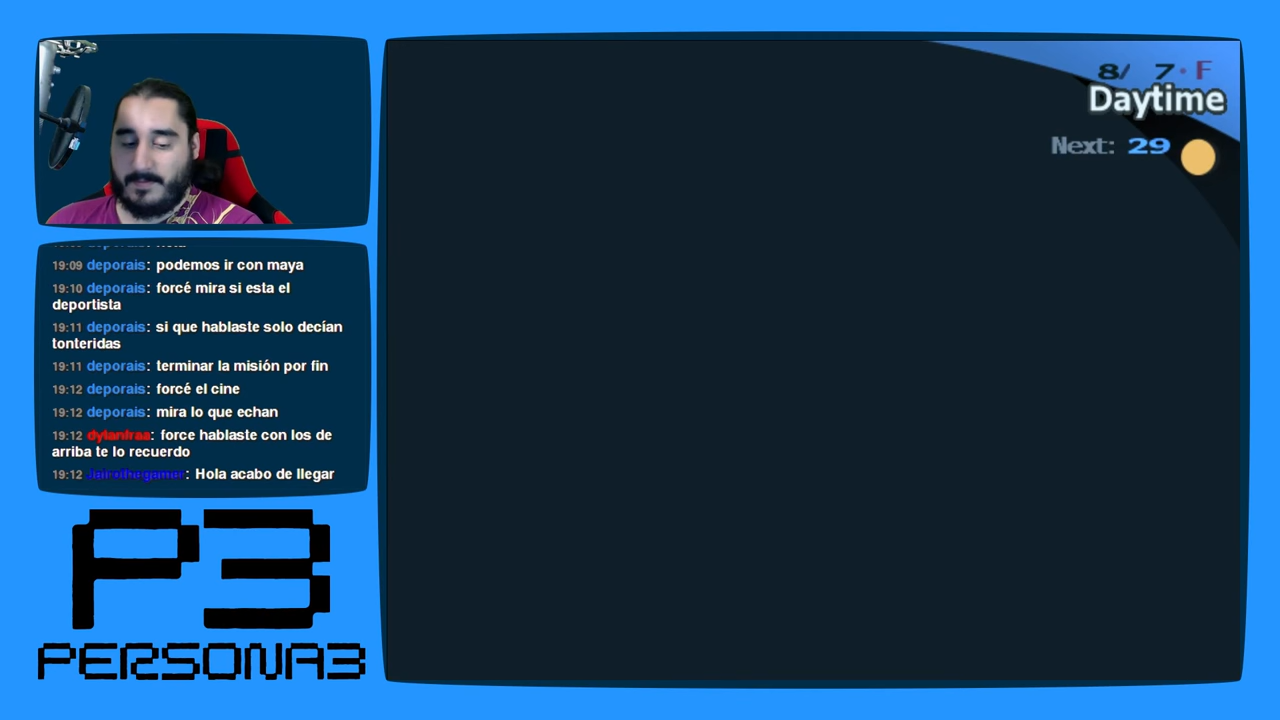 8/ 7・F
Daytime
Next: 29
19:09 deporais: podemos ir con maya
19:10 deporais: forcé mira si esta el
deportista
19:11 deporais: si que hablaste solo decían
tonteridas
19:11 deporais: terminar la misión por fin
19:12 deporais: forcé el cine
19:12 deporais: mira lo que echan
19:12 dylanfraa: force hablaste con los de
arriba te lo recuerdo
19:12 : Hola acabo de llegar
P3
PERSONA3